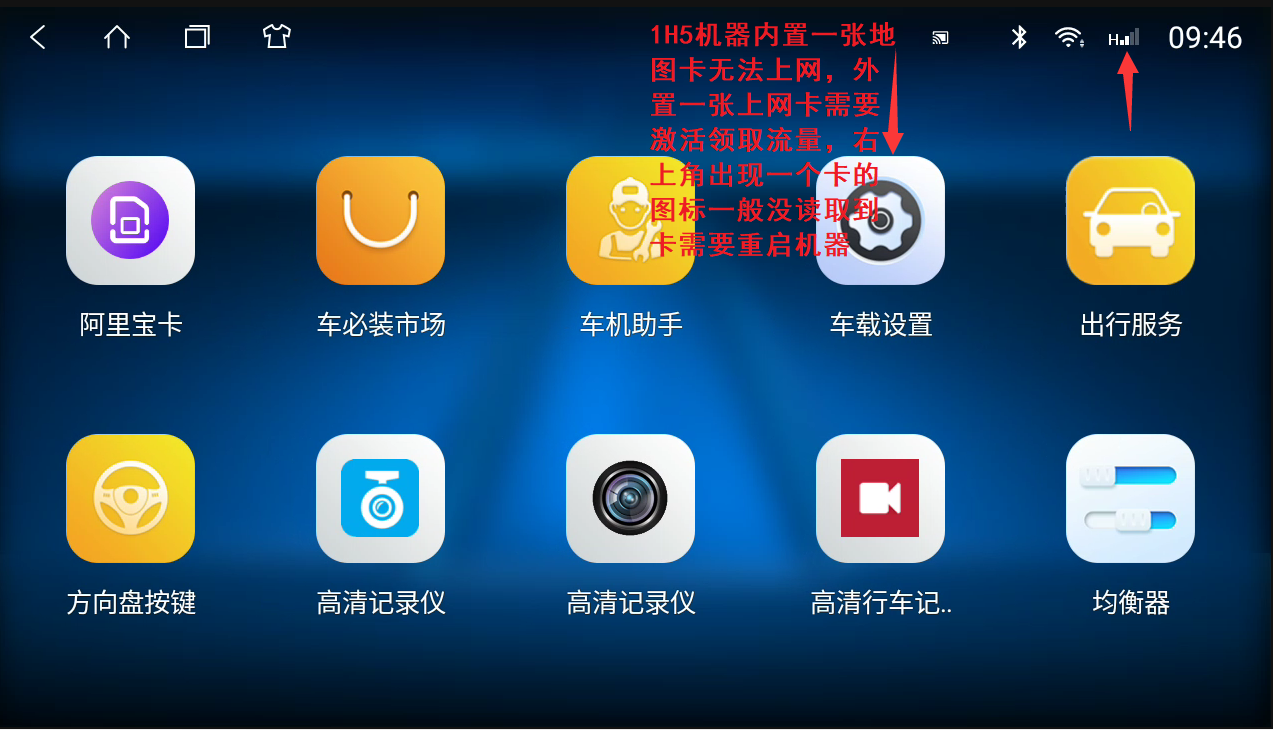 09:46
H
1H5机器内置一张地
图卡无法上网，外
置一张上网卡需要
激活领取流量，右
上角出现一个卡的
图标一般没读取到
卡需要重启机器
阿里宝卡
车必装市场
车机助手
车载设置
出行服务
方向盘按键
高清记录仪
高清记录仪
高清行车记..
均衡器